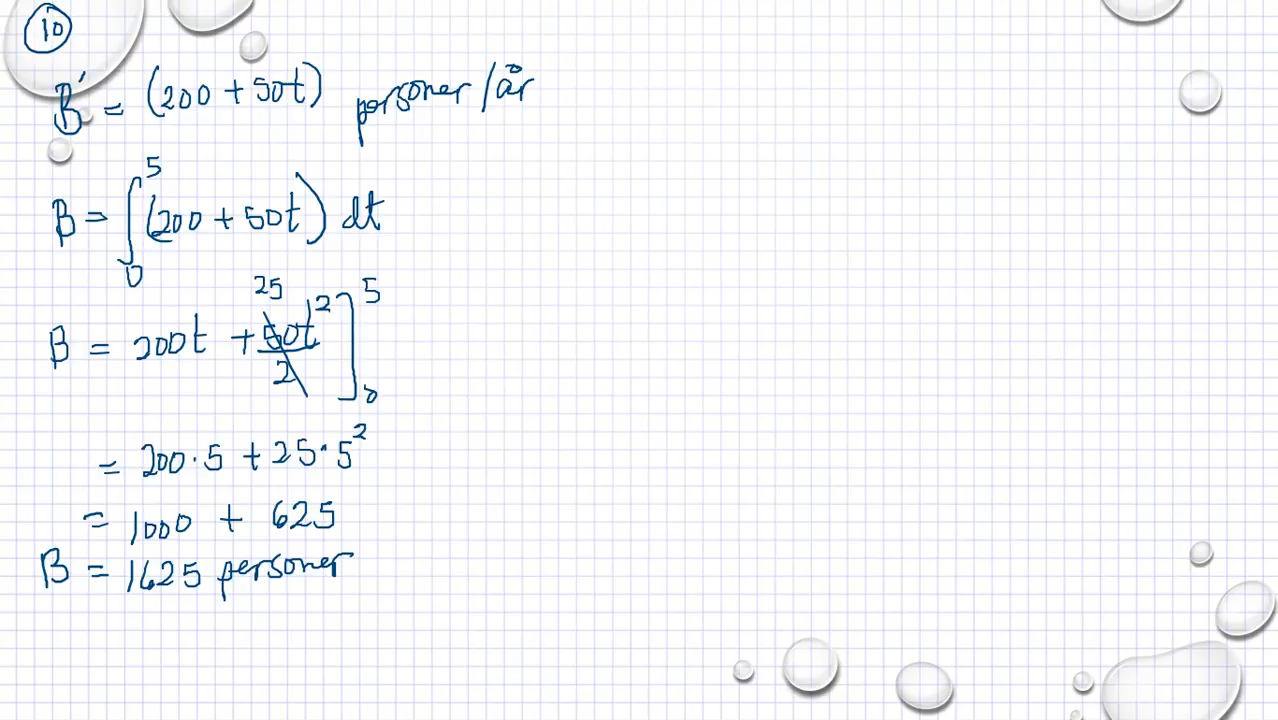 10
B' = (200 + 50t) personer/år
B = ∫₀⁵ (200 + 50t) dt
B = 200t + 25 50t²/2 ]₀⁵
= 200·5 + 25·5²
= 1000 + 625
B = 1625 personer